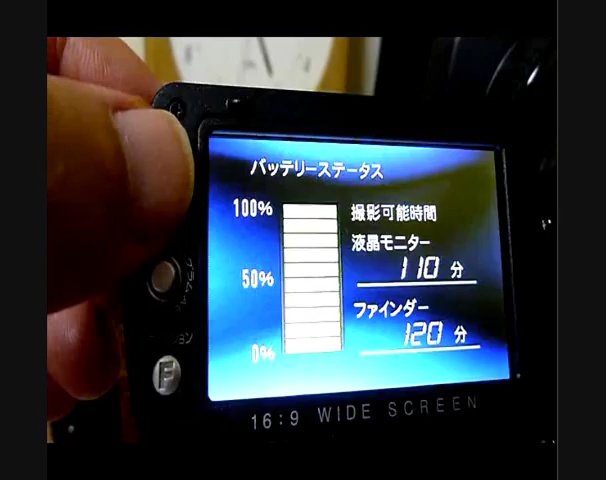 バッテリーステータス
100%
撮影可能時間
液晶モニター
110 分
50%
ファインダー
120 分
0%
F
16:9 WIDE SCREEN